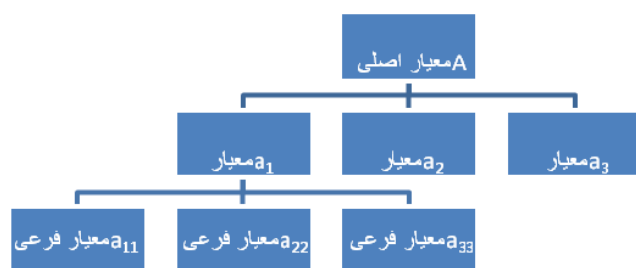 معیار اصلیA
معیارa₁
معیارa₂
معیارa₃
معیار فرعیa₁₁
معیار فرعیa₂₂
معیار فرعیa₃₃